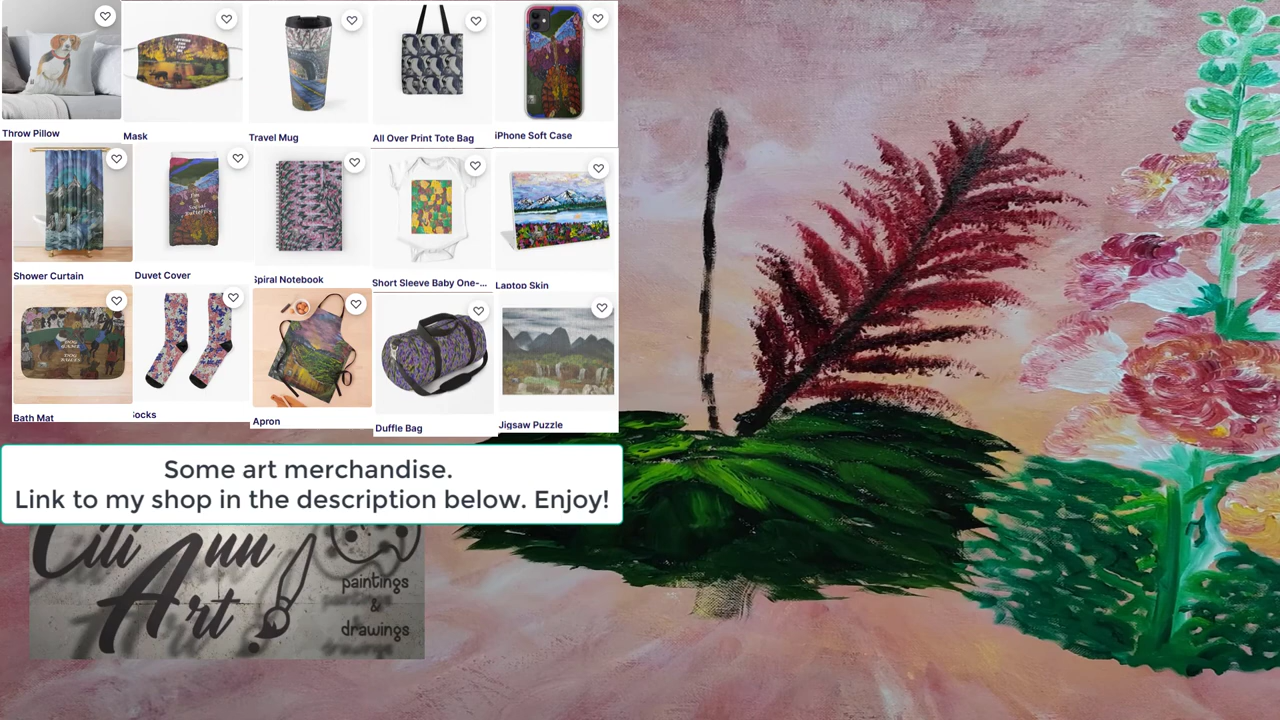 Throw Pillow
Mask
Travel Mug
All Over Print Tote Bag
iPhone Soft Case
Shower Curtain
Duvet Cover
Spiral Notebook
Short Sleeve Baby One-...
Laptop Skin
Bath Mat
Socks
Apron
Duffle Bag
Jigsaw Puzzle
Some art merchandise.
Link to my shop in the description below. Enjoy!
Ann
Art
paintings
&
drawings